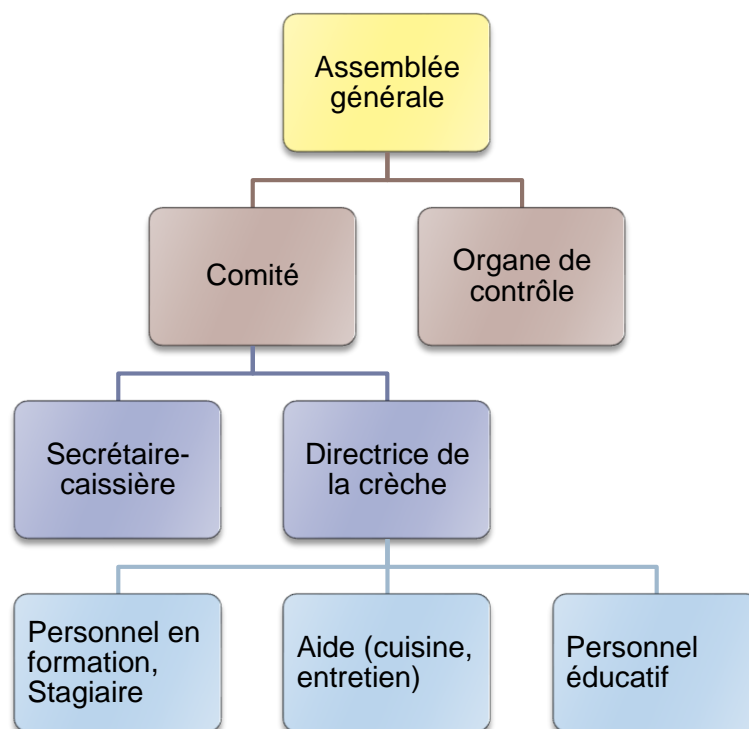 Assemblée
générale
Comité
Organe de
contrôle
Secrétaire-
caissière
Directrice de
la crèche
Personnel en
formation,
Stagiaire
Aide (cuisine,
entretien)
Personnel
éducatif